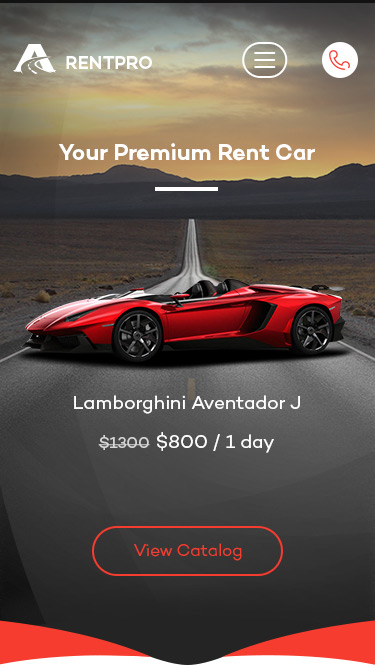 RENTPRO
Your Premium Rent Car
Lamborghini Aventador J
$1300 $800 / 1 day
View Catalog